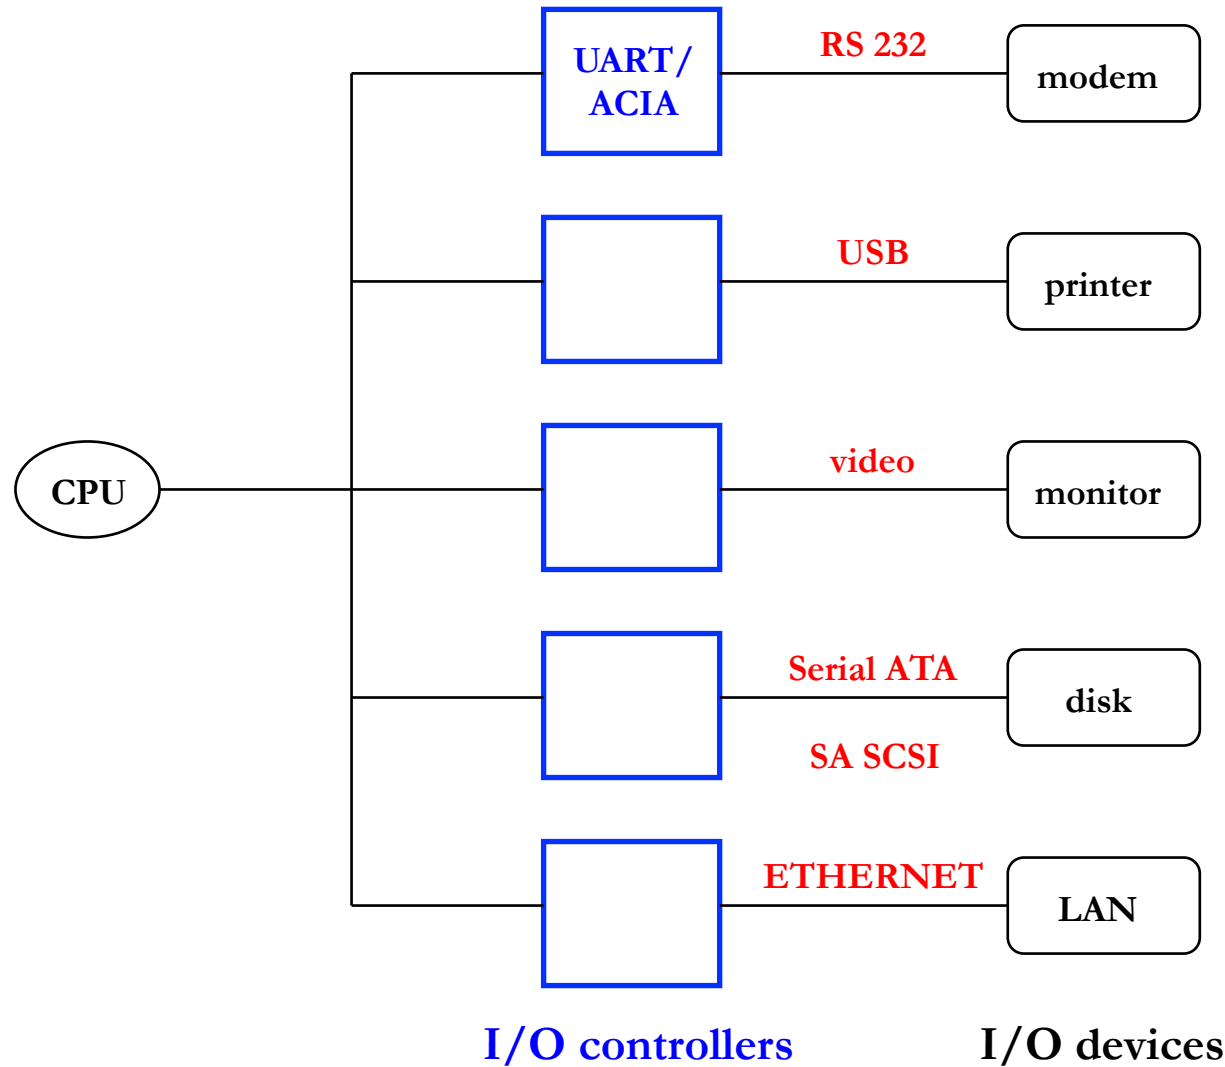 UART/
ACIA
RS 232
modem
USB
printer
CPU
video
monitor
Serial ATA
SA SCSI
disk
ETHERNET
LAN
I/O controllers
I/O devices